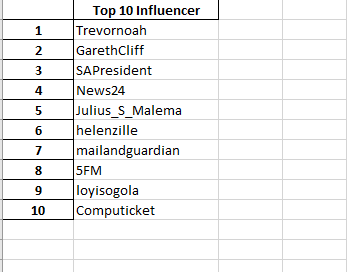 Top 10 Influencer
1 Trevornoah
2 GarethCliff
3 SAPresident
4 News24
5 Julius_S_Malema
6 helenzille
7 mailandguardian
8 5FM
9 loyisogola
10 Computicket